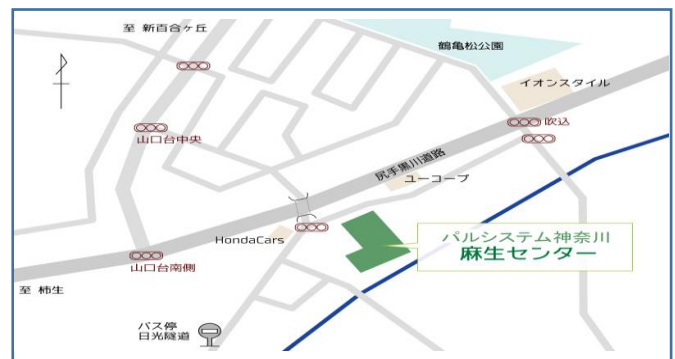 至 新百合ヶ丘
鶴亀松公園
イオンスタイル
吹込
山口台中央
尻手黒川道路
ユーコープ
HondaCars
パルシステム神奈川
麻生センター
山口台南側
至 柿生
バス停
日光隧道